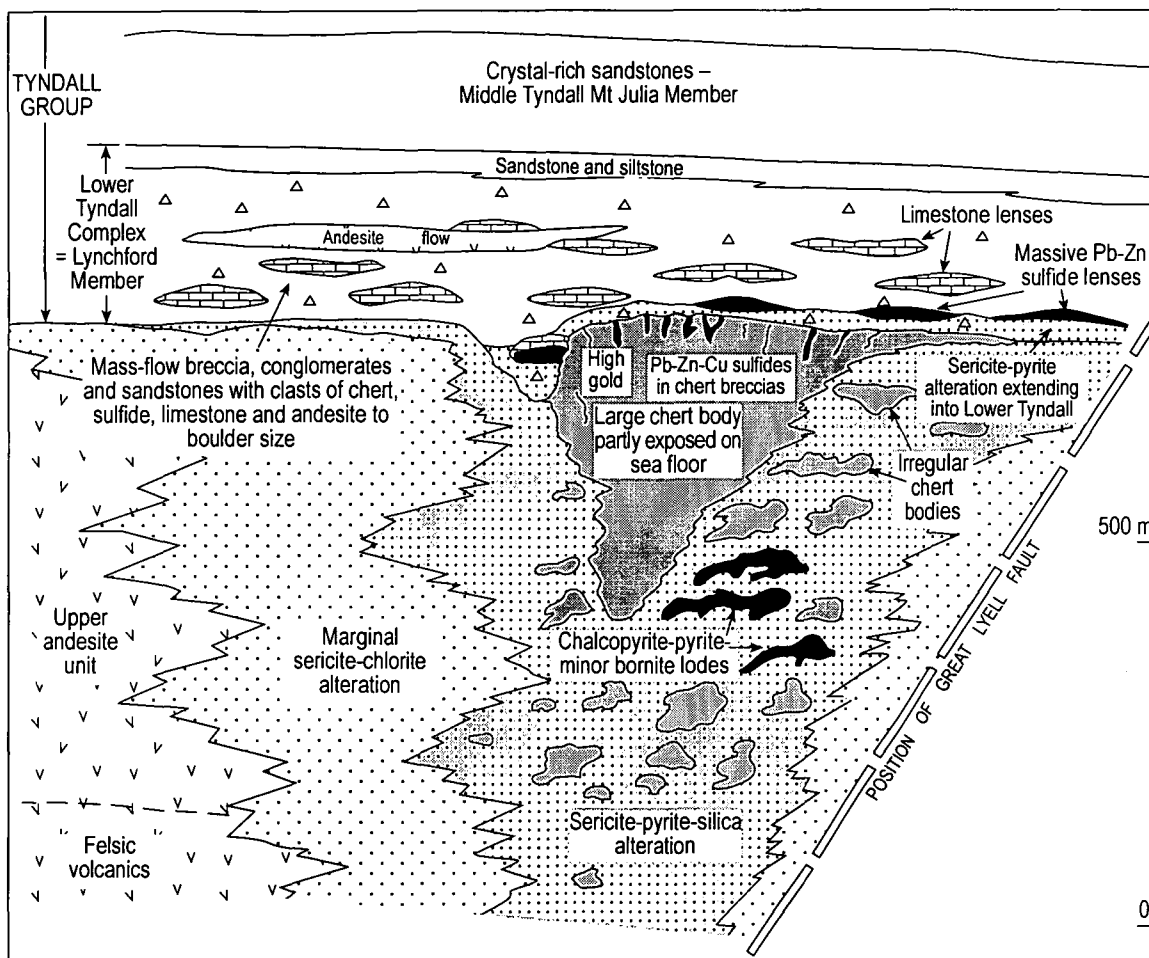 TYNDALL
GROUP
Crystal-rich sandstones –
Middle Tyndall Mt Julia Member
Sandstone and siltstone
Lower
Tyndall
Complex
= Lynchford
Member
Andesite flow
Limestone lenses
Massive Pb-Zn
sulfide lenses
Mass-flow breccia, conglomerates
and sandstones with clasts of chert,
sulfide, limestone and andesite to
boulder size
High
gold
Pb-Zn-Cu sulfides
in chert breccias
Large chert body
partly exposed on
sea floor
Sericite-pyrite
alteration extending
into Lower Tyndall
Irregular
chert
bodies
500 m
Upper
andesite
unit
Marginal
sericite-chlorite
alteration
Chalcopyrite-pyrite-
minor bornite lodes
POSITION OF GREAT LYELL FAULT
Sericite-pyrite-silica
alteration
Felsic
volcanics
0